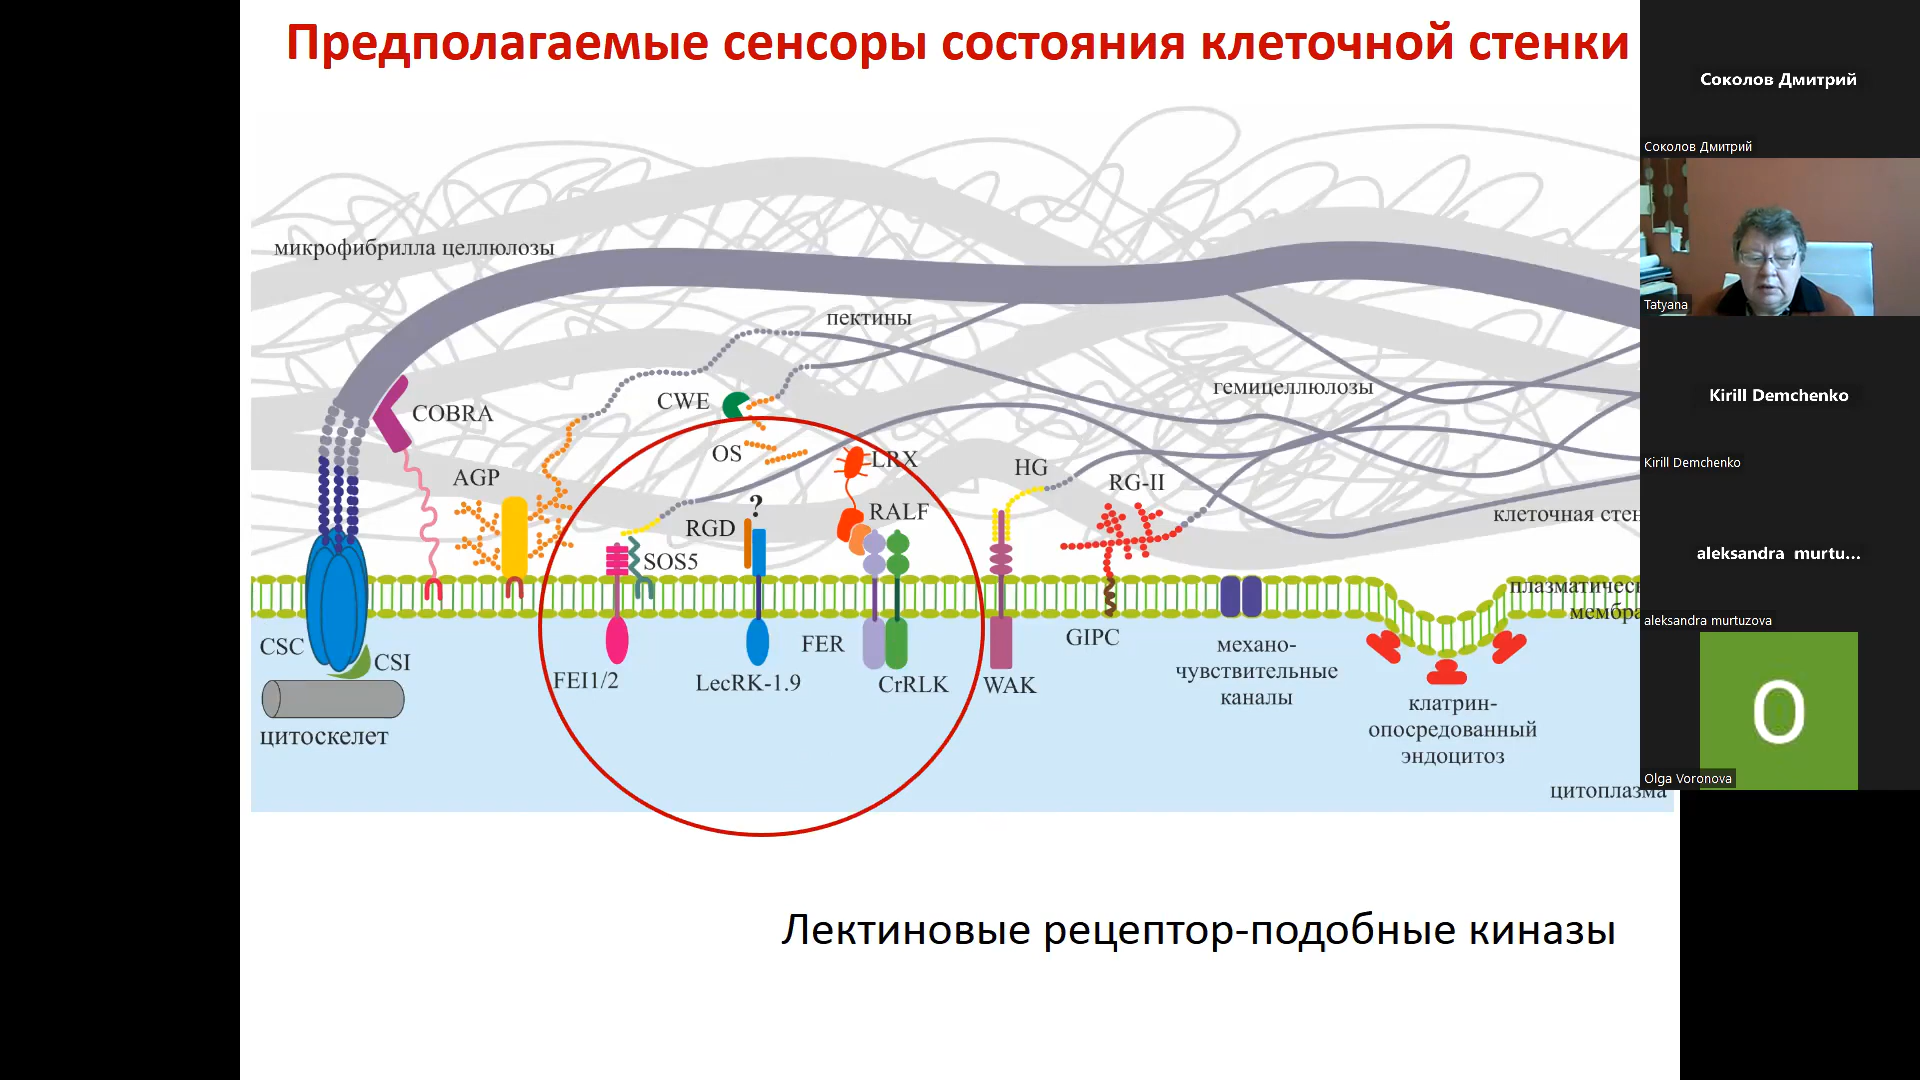 Предполагаемые сенсоры состояния клеточной стенки
микрофибрилла целлюлозы
пектины
гемицеллюлозы
CWE
COBRA
OS
LRX
HG
AGP
RG-II
?
RALF
RGD
клеточная стен
SOS5
плазматичес
мембра
CSC
CSI
FER
GIPC
FEI1/2
LecRK-1.9
CrRLK
WAK
механо-
чувствительные
каналы
клатрин-
опосредованный
эндоцитоз
цитоскелет
цитоплазма
Лектиновые рецептор-подобные киназы
Соколов Дмитрий
Соколов Дмитрий
Tatyana
Kirill Demchenko
Kirill Demchenko
aleksandra murtu...
aleksandra murtuzova
O
Olga Voronova